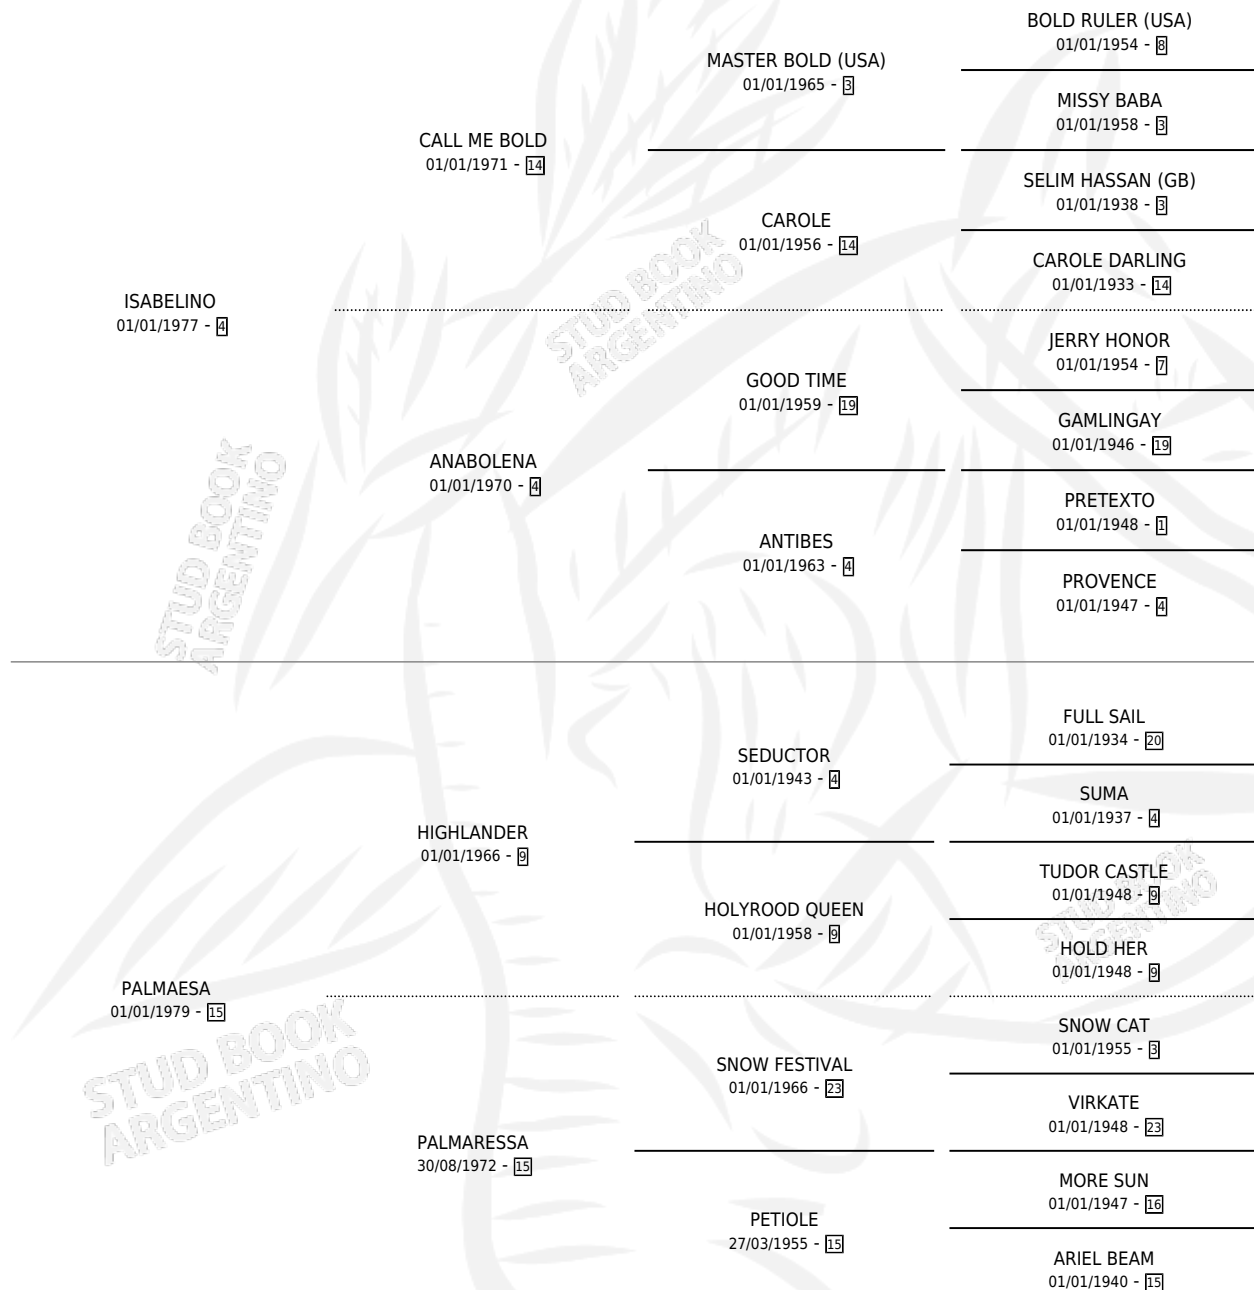 BOLD RULER (USA)
01/01/1954 - 8
MASTER BOLD (USA)
01/01/1965 - 3
MISSY BABA
01/01/1958 - 3
CALL ME BOLD
01/01/1971 - 14
SELIM HASSAN (GB)
01/01/1938 - 3
CAROLE
01/01/1956 - 14
CAROLE DARLING
01/01/1933 - 14
ISABELINO
01/01/1977 - 4
JERRY HONOR
01/01/1954 - 7
GOOD TIME
01/01/1959 - 19
GAMLINGAY
01/01/1946 - 19
ANABOLENA
01/01/1970 - 4
PRETEXTO
01/01/1948 - 1
ANTIBES
01/01/1963 - 4
PROVENCE
01/01/1947 - 4
FULL SAIL
01/01/1934 - 20
SEDUCTOR
01/01/1943 - 4
SUMA
01/01/1937 - 4
HIGHLANDER
01/01/1966 - 9
TUDOR CASTLE
01/01/1948 - 9
HOLYROOD QUEEN
01/01/1958 - 9
HOLD HER
01/01/1948 - 9
PALMAESA
01/01/1979 - 15
SNOW CAT
01/01/1955 - 3
SNOW FESTIVAL
01/01/1966 - 23
VIRKATE
01/01/1948 - 23
PALMARESSA
30/08/1972 - 15
MORE SUN
01/01/1947 - 16
PETIOLE
27/03/1955 - 15
ARIEL BEAM
01/01/1940 - 15
STUD BOOK
ARGENTINO
STUD BOOK
ARGENTINO
STUD BOOK
ARGENTINO
STUD BOOK
ARGENTINO